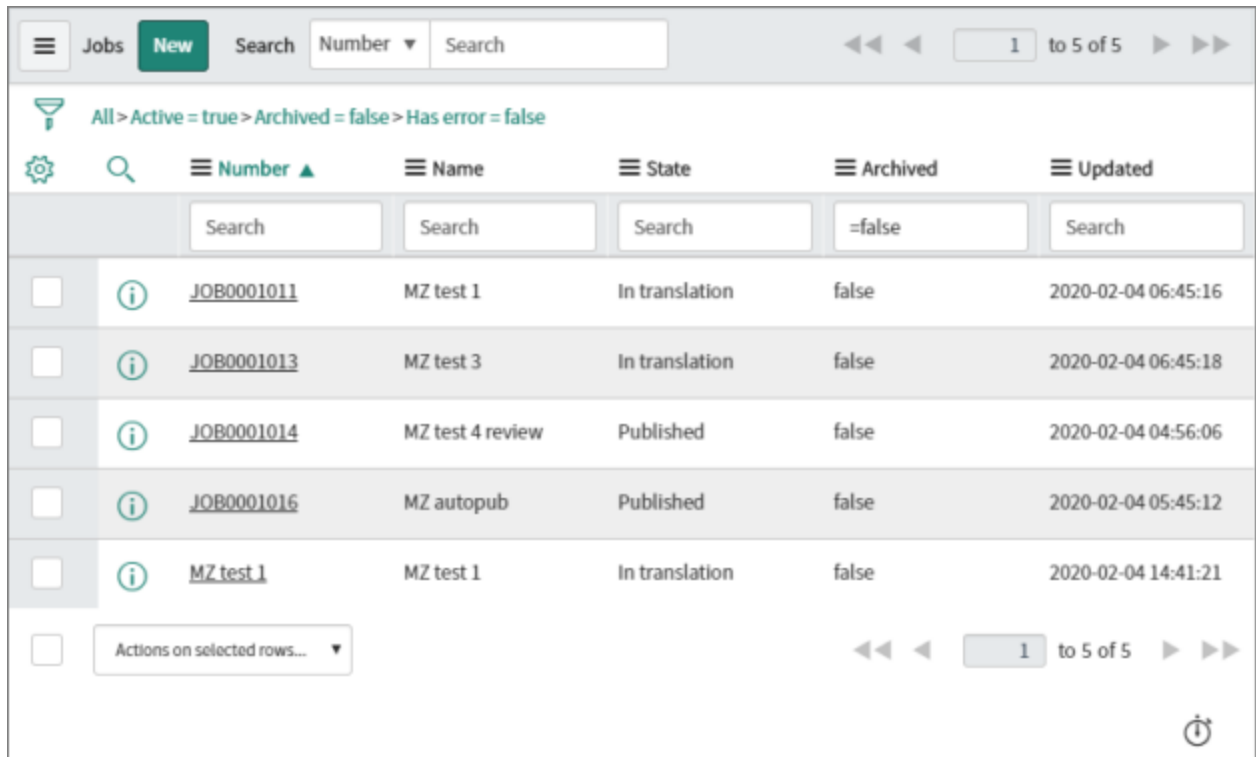 Jobs New Search Number Search 1 to 5 of 5
All > Active = true > Archived = false > Has error = false
Number Name State Archived Updated
Search Search Search =false Search
JOB0001011 MZ test 1 In translation false 2020-02-04 06:45:16
JOB0001013 MZ test 3 In translation false 2020-02-04 06:45:18
JOB0001014 MZ test 4 review Published false 2020-02-04 04:56:06
JOB0001016 MZ autopub Published false 2020-02-04 05:45:12
MZ test 1 MZ test 1 In translation false 2020-02-04 14:41:21
Actions on selected rows... 1 to 5 of 5